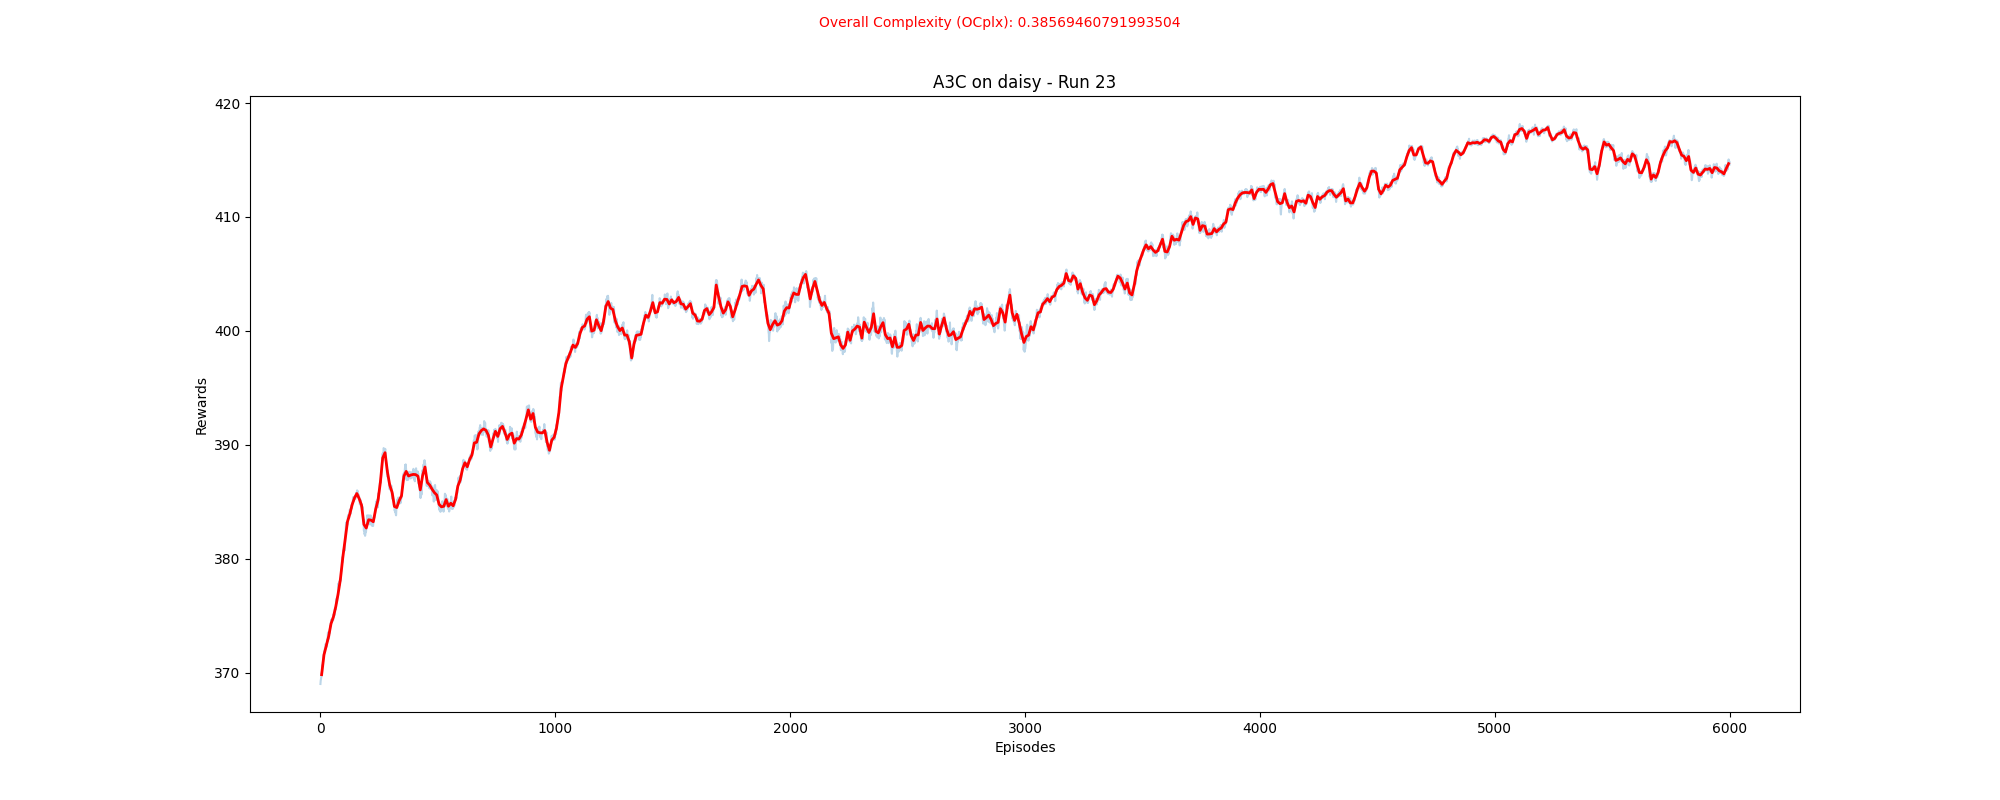 Overall Complexity (OCplx): 0.38569460791993504
A3C on daisy - Run 23
420
410
400
390
380
370
Rewards
0 1000 2000 3000 4000 5000 6000
Episodes